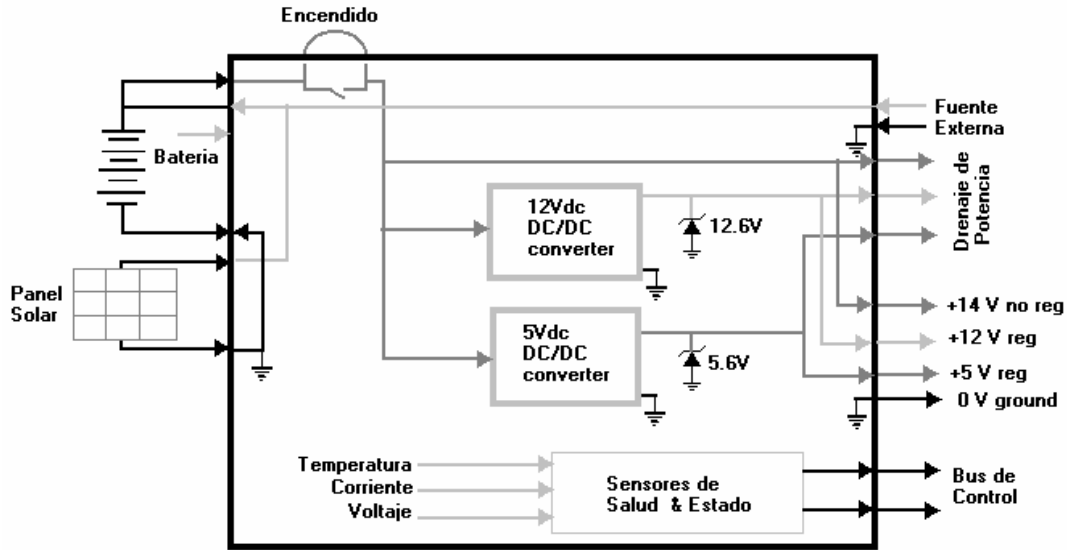 Encendido
Fuente
Externa
Bateria
Drenaje de
Potencia
12Vdc
DC/DC
converter
12.6V
Panel
Solar
+14 V no reg
5Vdc
DC/DC
converter
5.6V
+12 V reg
+5 V reg
0 V ground
Temperatura
Corriente
Voltaje
Sensores de
Salud & Estado
Bus de
Control